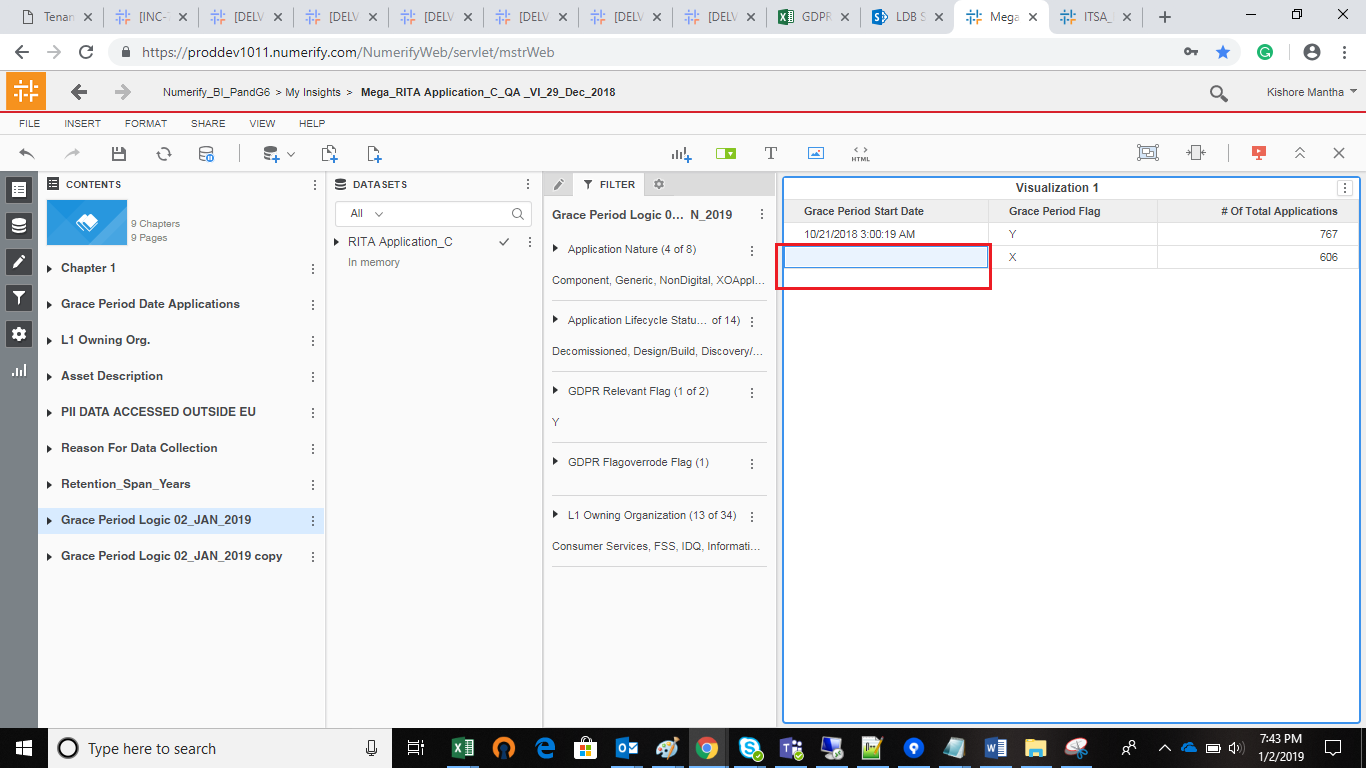 Tenan
[INC-7
[DELV
[DELV
[DELV
[DELV
[DELV
[DELV
GDPR
LDB S
Mega
ITSA_
https://proddev1011.numerify.com/NumerifyWeb/servlet/mstrWeb
Numerify_BI_PandG6 > My Insights > Mega_RITA Application_C_QA _VI_29_Dec_2018
Kishore Mantha
FILE INSERT FORMAT SHARE VIEW HELP
T
HTML
CONTENTS
9 Chapters
9 Pages
Chapter 1
Grace Period Date Applications
L1 Owning Org.
Asset Description
PII DATA ACCESSED OUTSIDE EU
Reason For Data Collection
Retention_Span_Years
Grace Period Logic 02_JAN_2019
Grace Period Logic 02_JAN_2019 copy
DATASETS
All
RITA Application_C
In memory
FILTER
Grace Period Logic 0... N_2019
Application Nature (4 of 8)
Component, Generic, NonDigital, XOAppl...
Application Lifecycle Statu... of 14)
Decomissioned, Design/Build, Discovery/...
GDPR Relevant Flag (1 of 2)
Y
GDPR Flagoverrode Flag (1)
L1 Owning Organization (13 of 34)
Consumer Services, FSS, IDQ, Informati...
Visualization 1
Grace Period Start Date Grace Period Flag # Of Total Applications
10/21/2018 3:00:19 AM Y 767
X 606
Type here to search
7:43 PM
1/2/2019